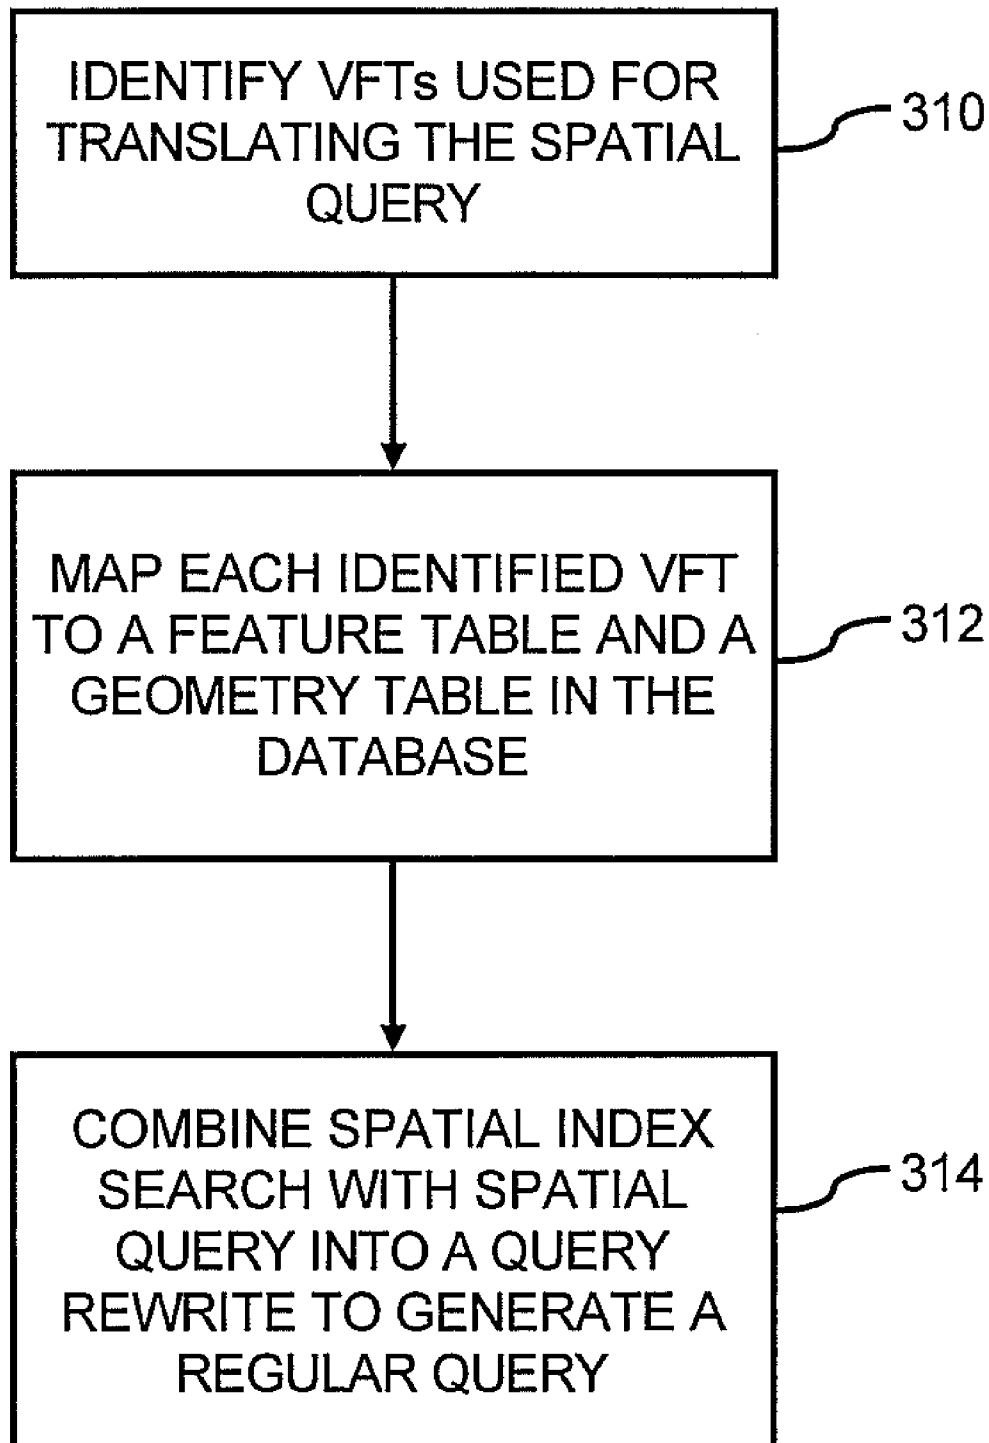 IDENTIFY VFTs USED FOR
TRANSLATING THE SPATIAL
QUERY
310
MAP EACH IDENTIFIED VFT
TO A FEATURE TABLE AND A
GEOMETRY TABLE IN THE
DATABASE
312
COMBINE SPATIAL INDEX
SEARCH WITH SPATIAL
QUERY INTO A QUERY
REWRITE TO GENERATE A
REGULAR QUERY
314